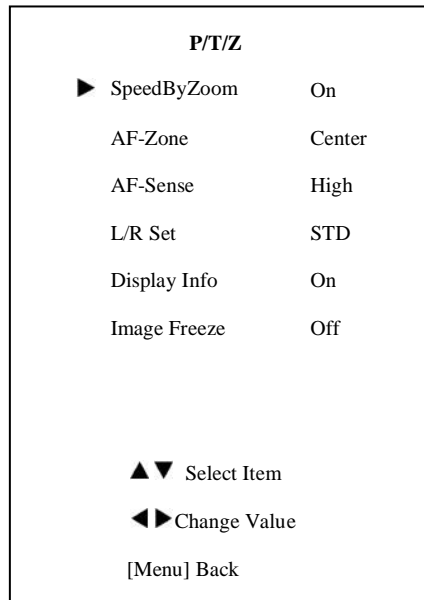 P/T/Z
▶ SpeedByZoom On
AF-Zone Center
AF-Sense High
L/R Set STD
Display Info On
Image Freeze Off
▲▼ Select Item
◀▶Change Value
[Menu] Back